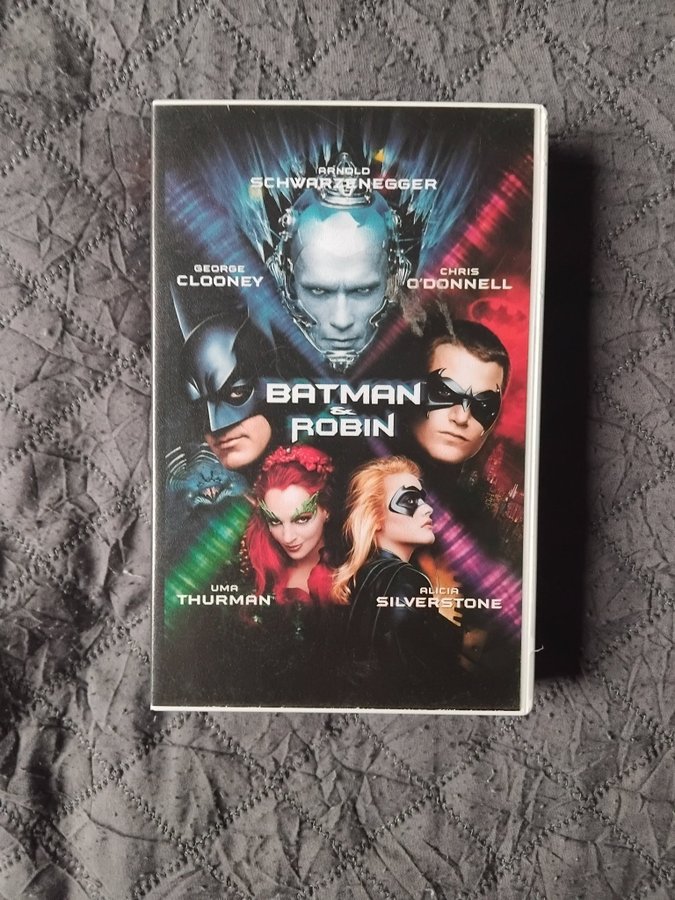 ARNOLD
SCHWARZENEGGER
GEORGE
CLOONEY
CHRIS
O'DONNELL
BATMAN
&
ROBIN
UMA
THURMAN
ALICIA
SILVERSTONE